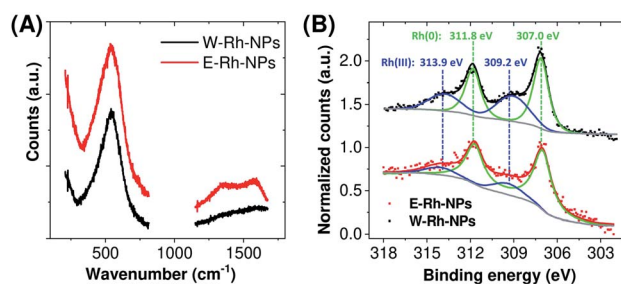 (A)
Counts (a.u.)
W-Rh-NPs
E-Rh-NPs
500
1000
1500
Wavenumber (cm⁻¹)
(B)
Normalized counts (a.u.)
Rh(0): 311.8 eV 307.0 eV
Rh(III): 313.9 eV 309.2 eV
2.0
1.5
1.0
0.5
0.0
E-Rh-NPs
W-Rh-NPs
318 315 312 309 306 303
Binding energy (eV)